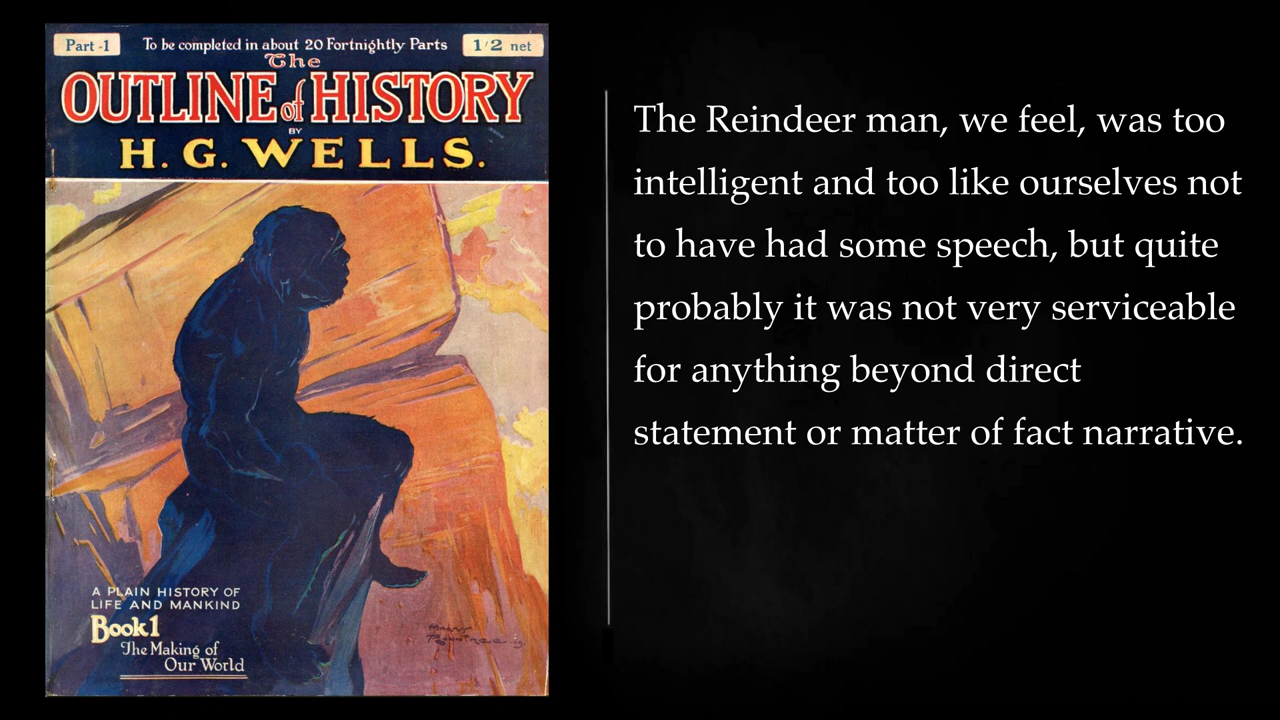 Part -1
To be completed in about 20 Fortnightly Parts
1/2 net
The
OUTLINE of HISTORY
BY
H. G. WELLS.
A PLAIN HISTORY OF
LIFE AND MANKIND
Book 1
The Making of
Our World
The Reindeer man, we feel, was too
intelligent and too like ourselves not
to have had some speech, but quite
probably it was not very serviceable
for anything beyond direct
statement or matter of fact narrative.